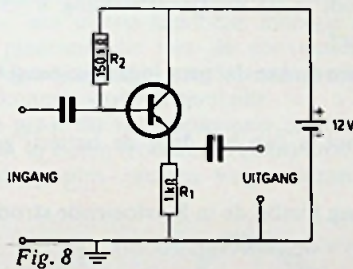 150 kΩ
R2
12 V
INGANG
1 kΩ
R1
UITGANG
Fig. 8